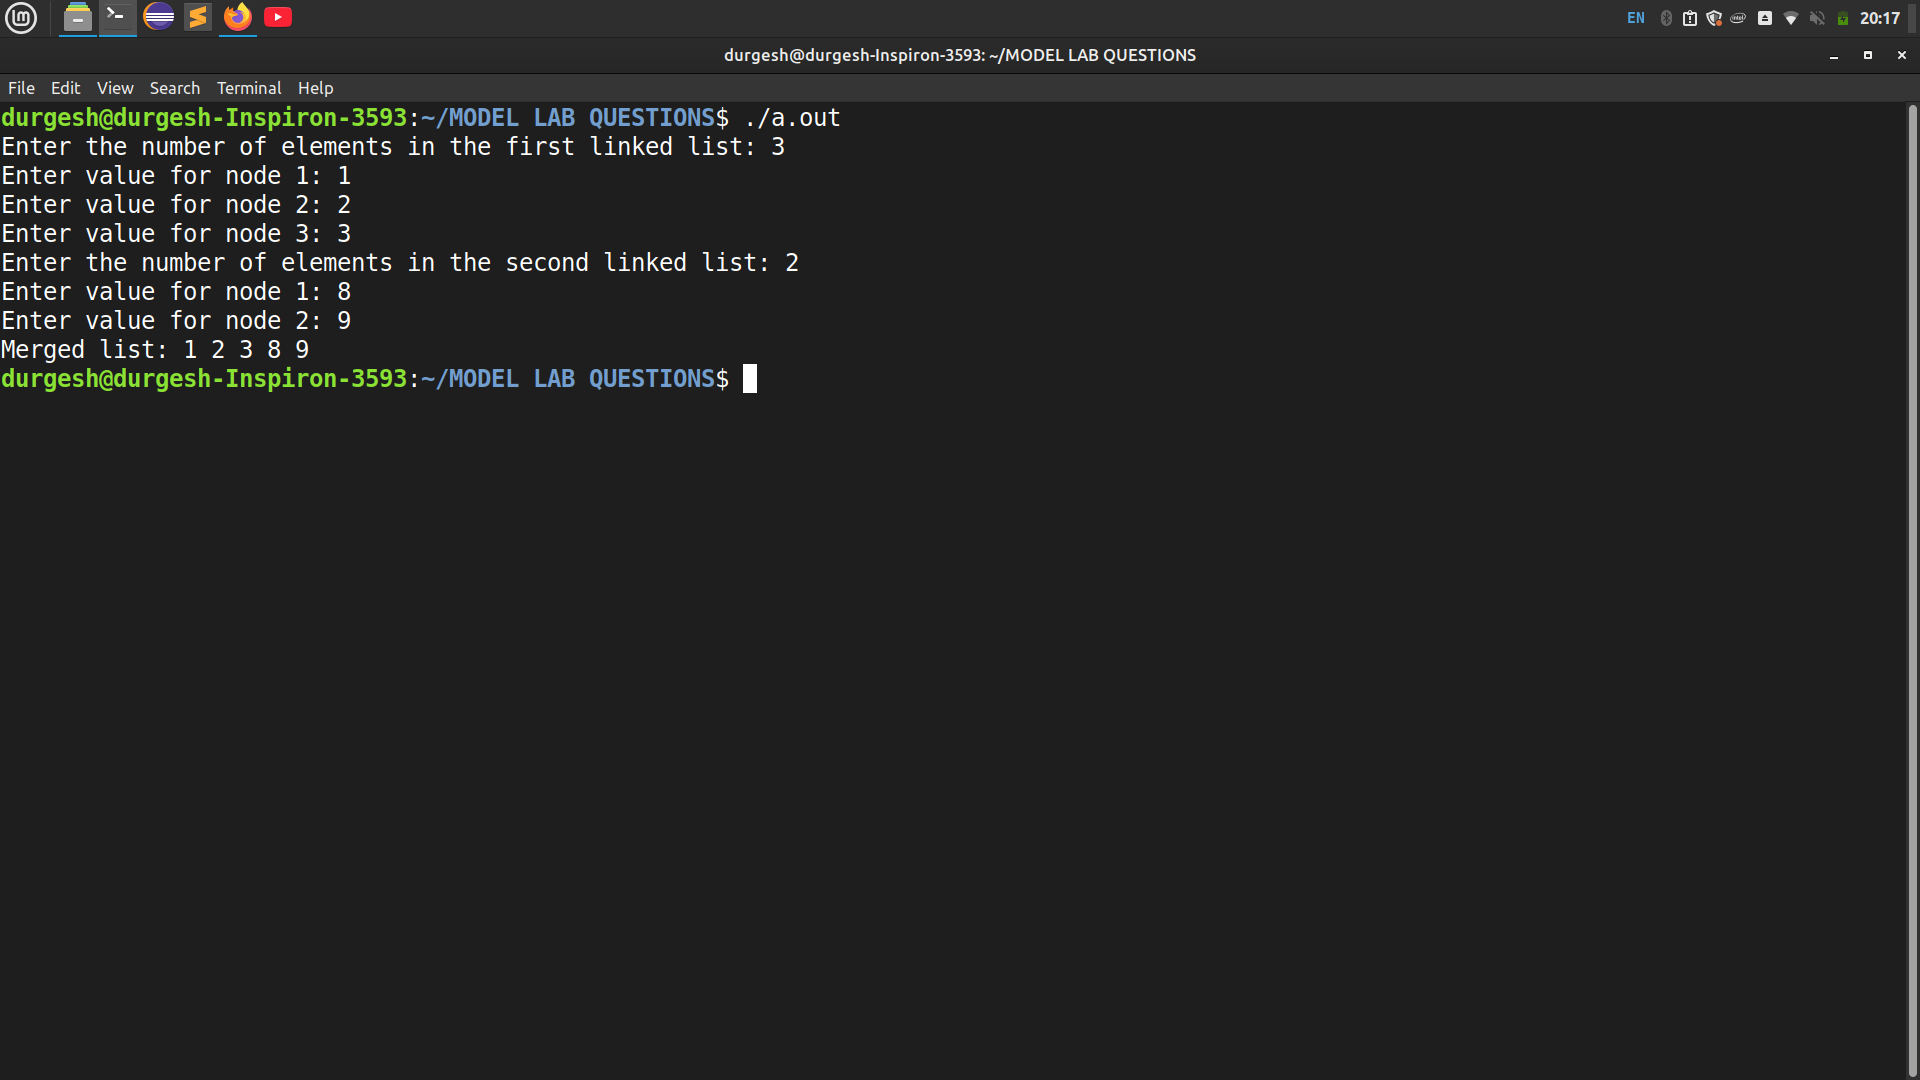 EN 20:17
durgesh@durgesh-Inspiron-3593: ~/MODEL LAB QUESTIONS
File Edit View Search Terminal Help
durgesh@durgesh-Inspiron-3593:~/MODEL LAB QUESTIONS$ ./a.out
Enter the number of elements in the first linked list: 3
Enter value for node 1: 1
Enter value for node 2: 2
Enter value for node 3: 3
Enter the number of elements in the second linked list: 2
Enter value for node 1: 8
Enter value for node 2: 9
Merged list: 1 2 3 8 9
durgesh@durgesh-Inspiron-3593:~/MODEL LAB QUESTIONS$